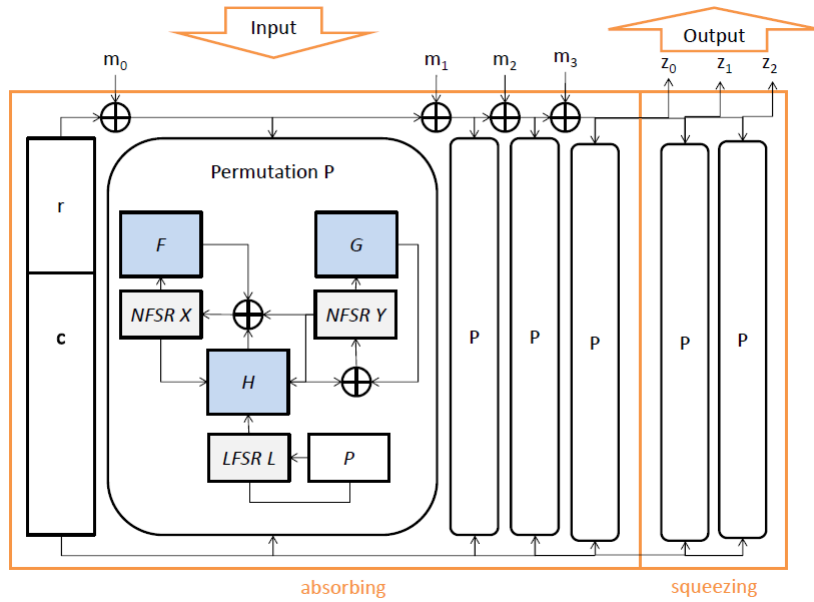 Input
Output
m0
m1
m2
m3
z0
z1
z2
r
c
Permutation P
F
G
NFSR X
NFSR Y
H
LFSR L
P
P
P
P
P
P
absorbing
squeezing